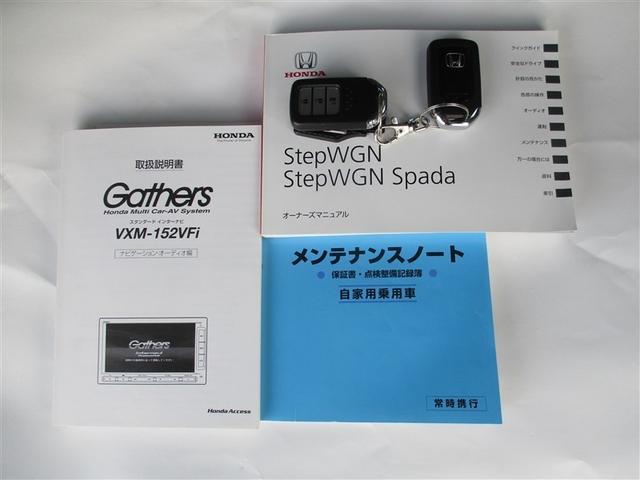 HONDA
StepWGN
StepWGN Spada
オーナーズマニュアル
クイックガイド
安全なドライブ
計器の見かた
各部の操作
オーディオ
運転
メンテナンス
万一の場合には
資料
索引
HONDA
The Power of Dreams
取扱説明書
Gathers
Honda Multi Car-AV System
スタンダード インターナビ
VXM-152VFi
ナビゲーション・オーディオ編
Gathers
Honda Access
メンテナンスノート
● 保証書・点検整備記録簿 ●
自家用乗用車
常時携行